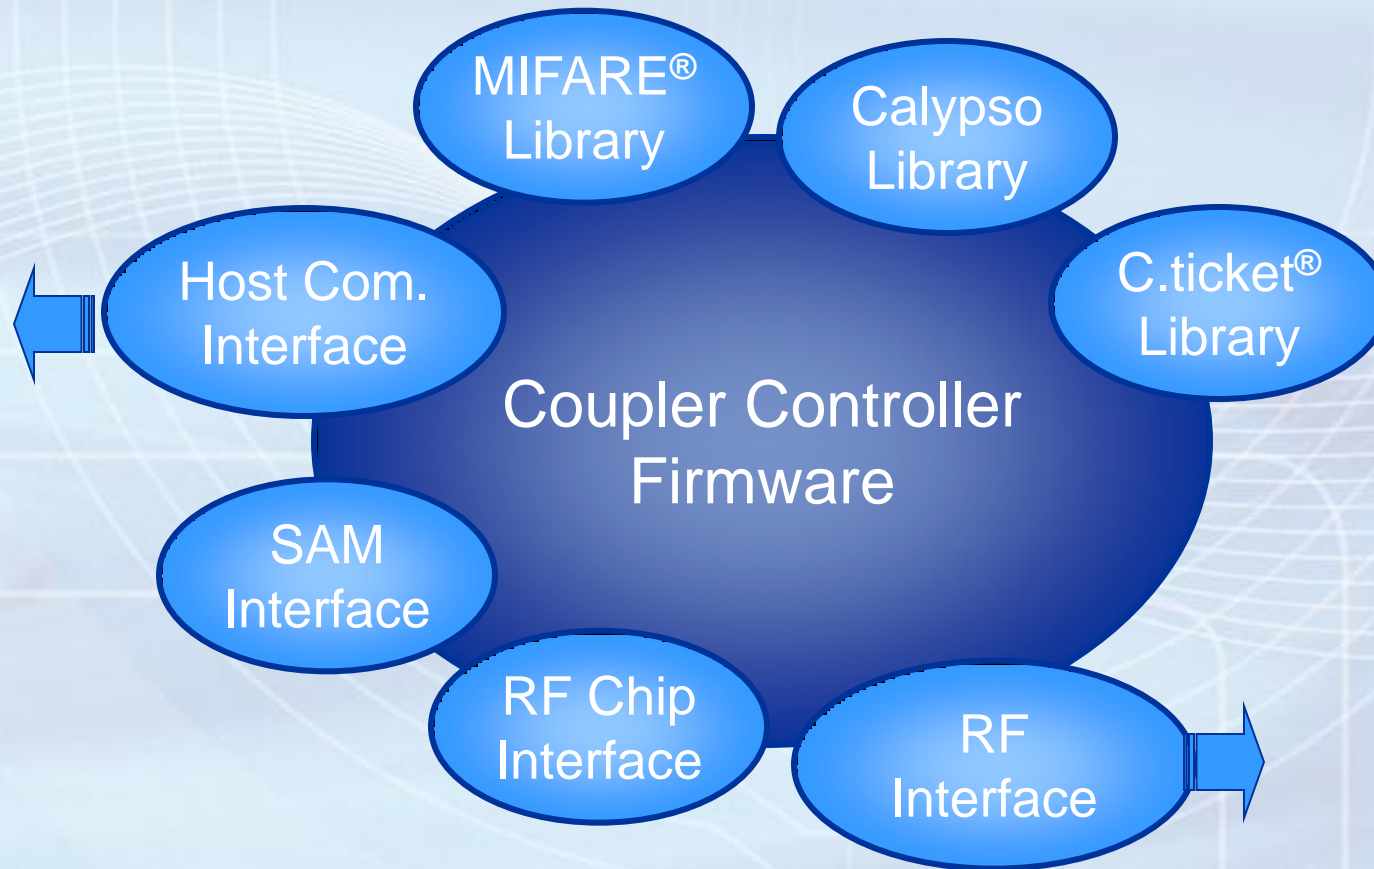 MIFARE®
Library
Calypso
Library
C.ticket®
Library
Host Com.
Interface
Coupler Controller
Firmware
SAM
Interface
RF Chip
Interface
RF
Interface